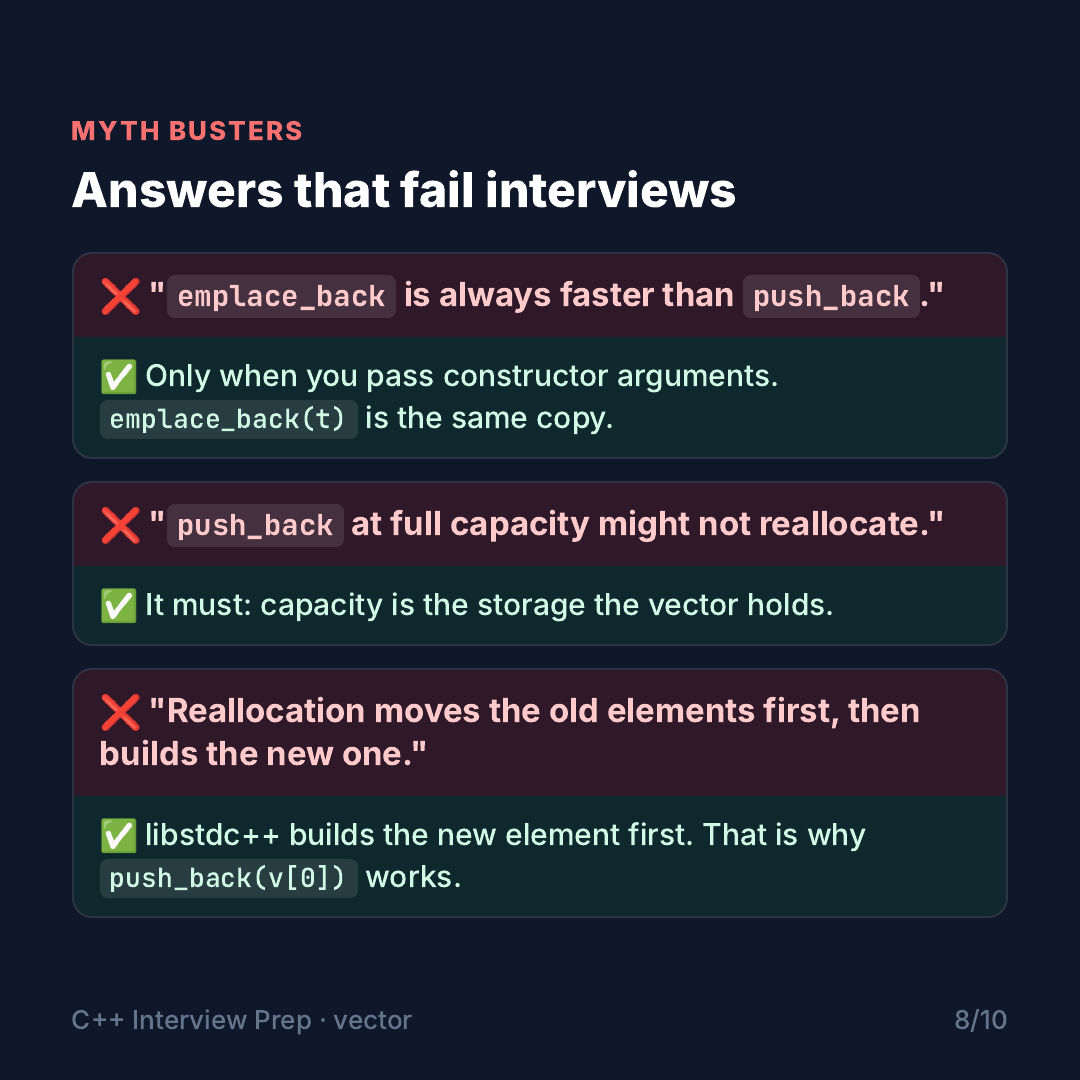 MYTH BUSTERS
Answers that fail interviews
❌ "emplace_back is always faster than push_back."
✅ Only when you pass constructor arguments.
emplace_back(t) is the same copy.
❌ "push_back at full capacity might not reallocate."
✅ It must: capacity is the storage the vector holds.
❌ "Reallocation moves the old elements first, then
builds the new one."
✅ libstdc++ builds the new element first. That is why
push_back(v[0]) works.
C++ Interview Prep · vector
8/10